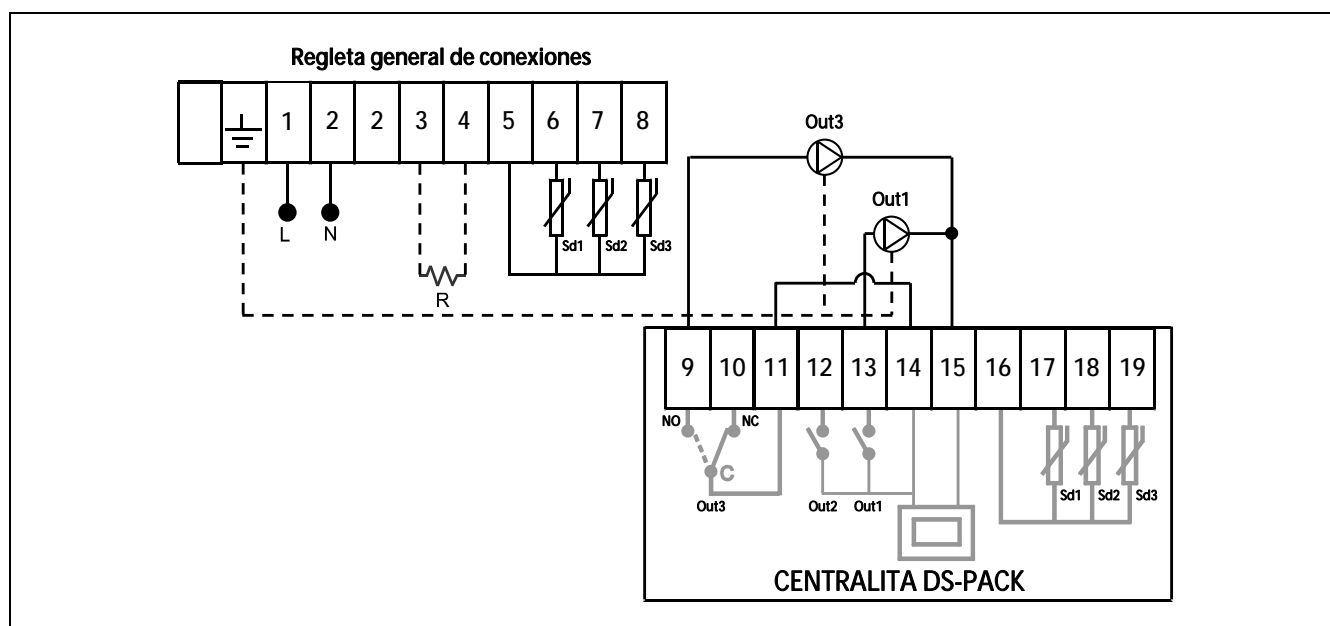 Regleta general de conexiones
1 2 2 3 4 5 6 7 8
Out3
Out1
L N
Sd1 Sd2 Sd3
R
9 10 11 12 13 14 15 16 17 18 19
NO NC
C
Out3 Out2 Out1
Sd1 Sd2 Sd3
CENTRALITA DS-PACK